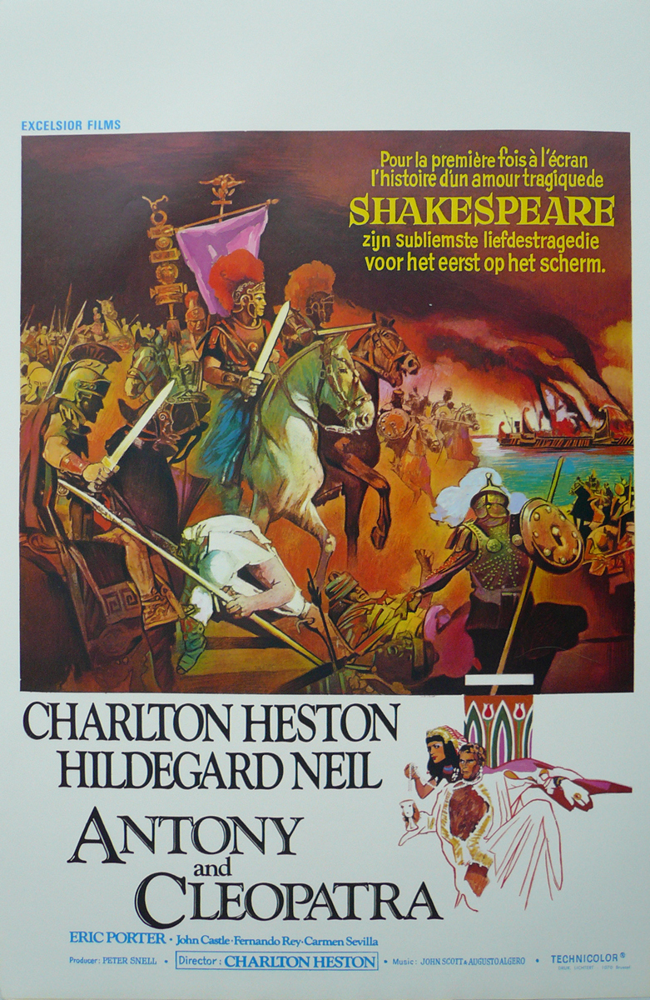 EXCELSIOR FILMS
Pour la première fois à l'écran
l'histoire d'un amour tragique de
SHAKESPEARE
zijn subliemste liefdestragedie
voor het eerst op het scherm.
CHARLTON HESTON
HILDEGARD NEIL
ANTONY
and
CLEOPATRA
ERIC PORTER • John Castle • Fernando Rey • Carmen Sevilla
Producer: PETER SNELL • Director: CHARLTON HESTON • Music: JOHN SCOTT & AUGUSTO ALGERO • TECHNICOLOR®